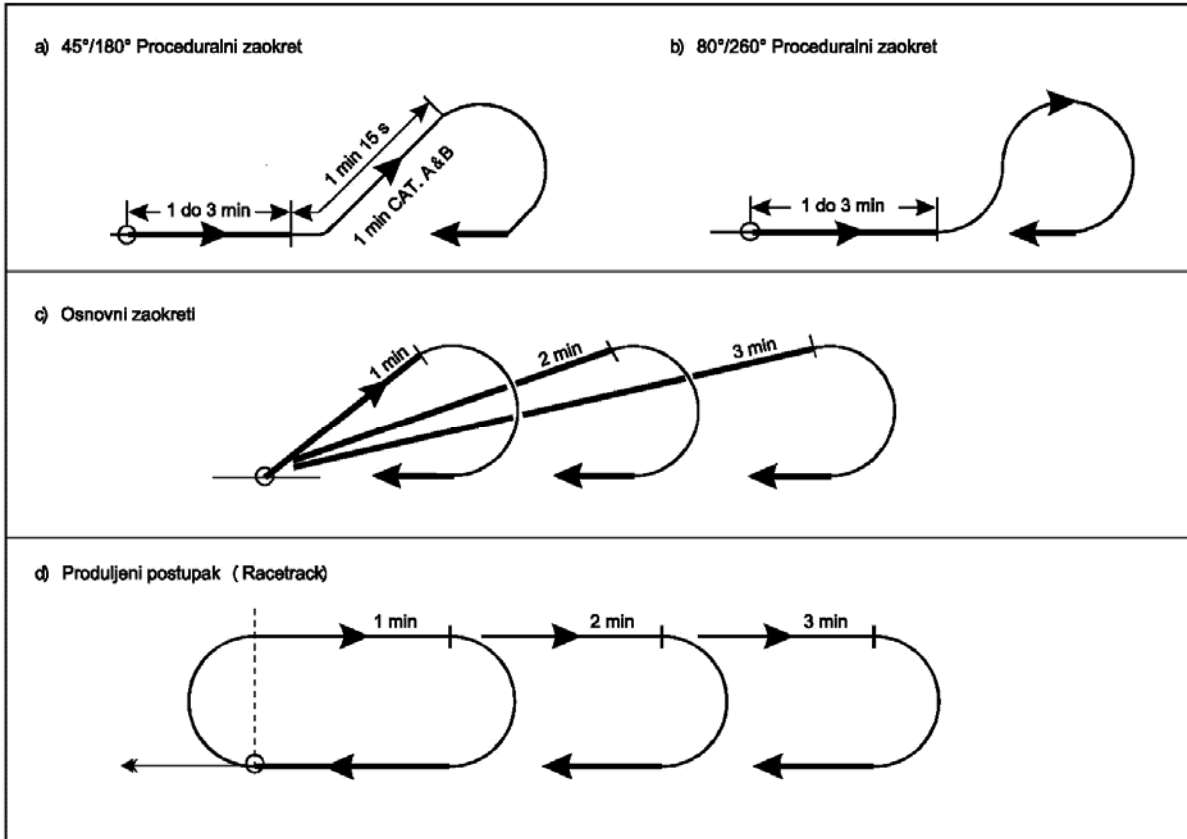 a) 45°/180° Proceduralni zaokret
b) 80°/260° Proceduralni zaokret
1 min 15 s
1 min CAT. A&B
1 do 3 min
1 do 3 min
c) Osnovni zaokreti
1 min
2 min
3 min
d) Produljeni postupak ( Racetrack)
1 min
2 min
3 min